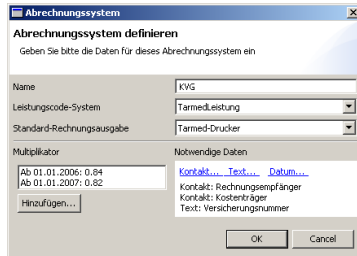 Abrechnungssystem
Abrechnungssystem definieren
Geben Sie bitte die Daten für dieses Abrechnungssystem ein
Name KVG
Leistungscode-System TarmedLeistung
Standard-Rechnungsausgabe Tarmed-Drucker
Multiplikator Notwendige Daten
Ab 01.01.2006: 0.84
Ab 01.01.2007: 0.82
Hinzufügen...
Kontakt... Text... Datum...
Kontakt: Rechnungsempfänger
Kontakt: Kostenträger
Text: Versicherungsnummer
OK Cancel